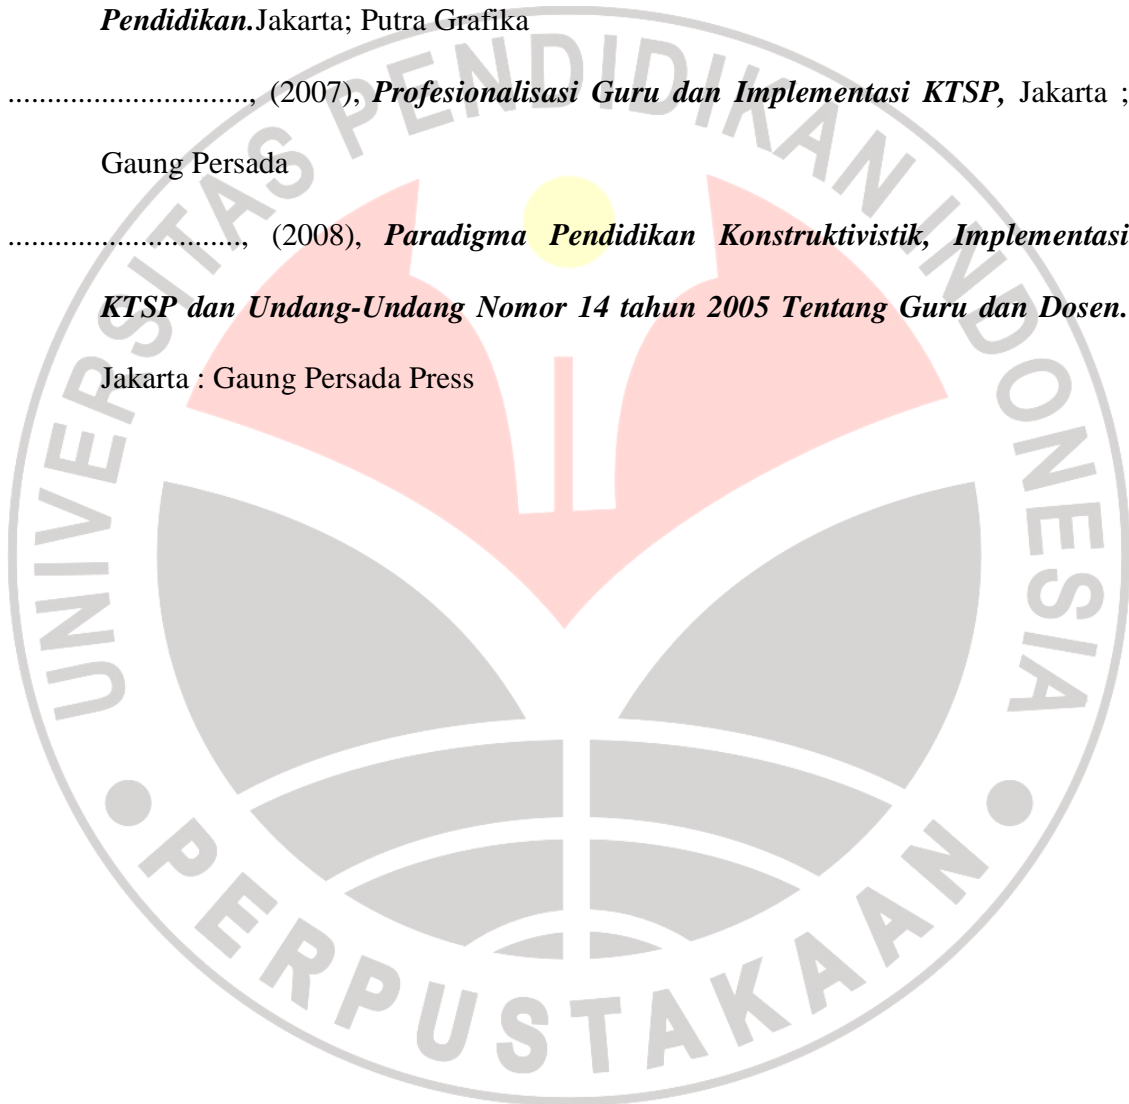 Pendidikan.Jakarta; Putra Grafika
..............................., (2007), Profesionalisasi Guru dan Implementasi KTSP, Jakarta ;
Gaung Persada
.............................., (2008), Paradigma Pendidikan Konstruktivistik, Implementasi
KTSP dan Undang-Undang Nomor 14 tahun 2005 Tentang Guru dan Dosen.
Jakarta : Gaung Persada Press
UNIVERSITAS PENDIDIKAN INDONESIA
PERPUSTAKAAN